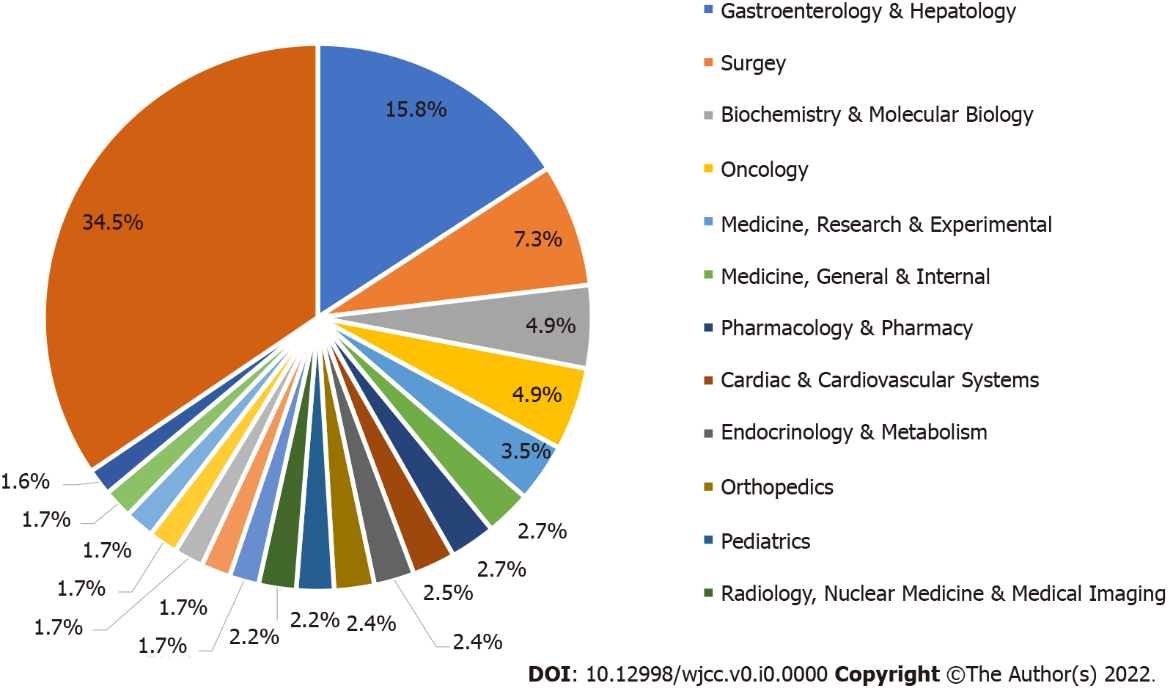 Gastroenterology & Hepatology
Surgey
Biochemistry & Molecular Biology
Oncology
Medicine, Research & Experimental
Medicine, General & Internal
Pharmacology & Pharmacy
Cardiac & Cardiovascular Systems
Endocrinology & Metabolism
Orthopedics
Pediatrics
Radiology, Nuclear Medicine & Medical Imaging
15.8%
7.3%
4.9%
4.9%
3.5%
2.7%
2.7%
2.5%
2.4%
2.4%
2.2%
2.2%
1.7%
1.7%
1.7%
1.7%
1.7%
1.7%
1.6%
34.5%
DOI: 10.12998/wjcc.v0.i0.0000 Copyright ©The Author(s) 2022.